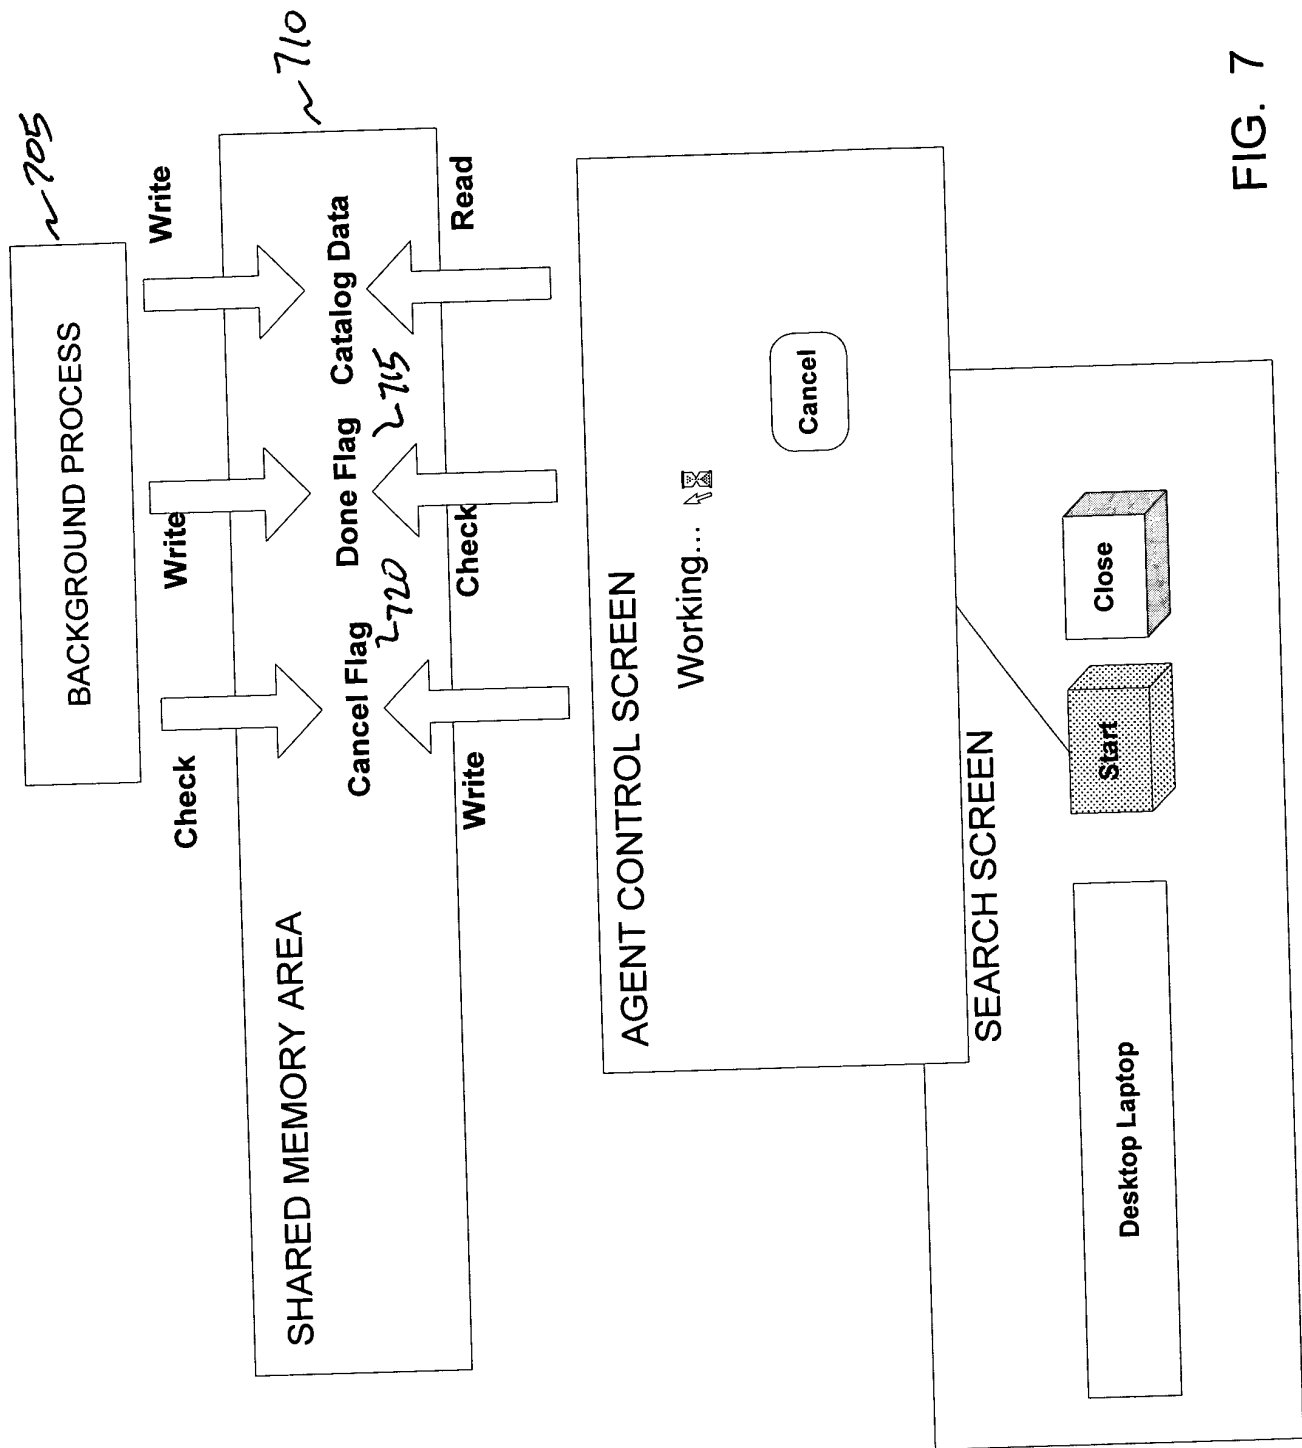 BACKGROUND PROCESS
~705
Check
Write
Write
SHARED MEMORY AREA
~710
Cancel Flag
Done Flag
Catalog Data
~720
~715
Write
Check
Read
AGENT CONTROL SCREEN
Working...
Cancel
SEARCH SCREEN
Desktop Laptop
Start
Close
FIG. 7